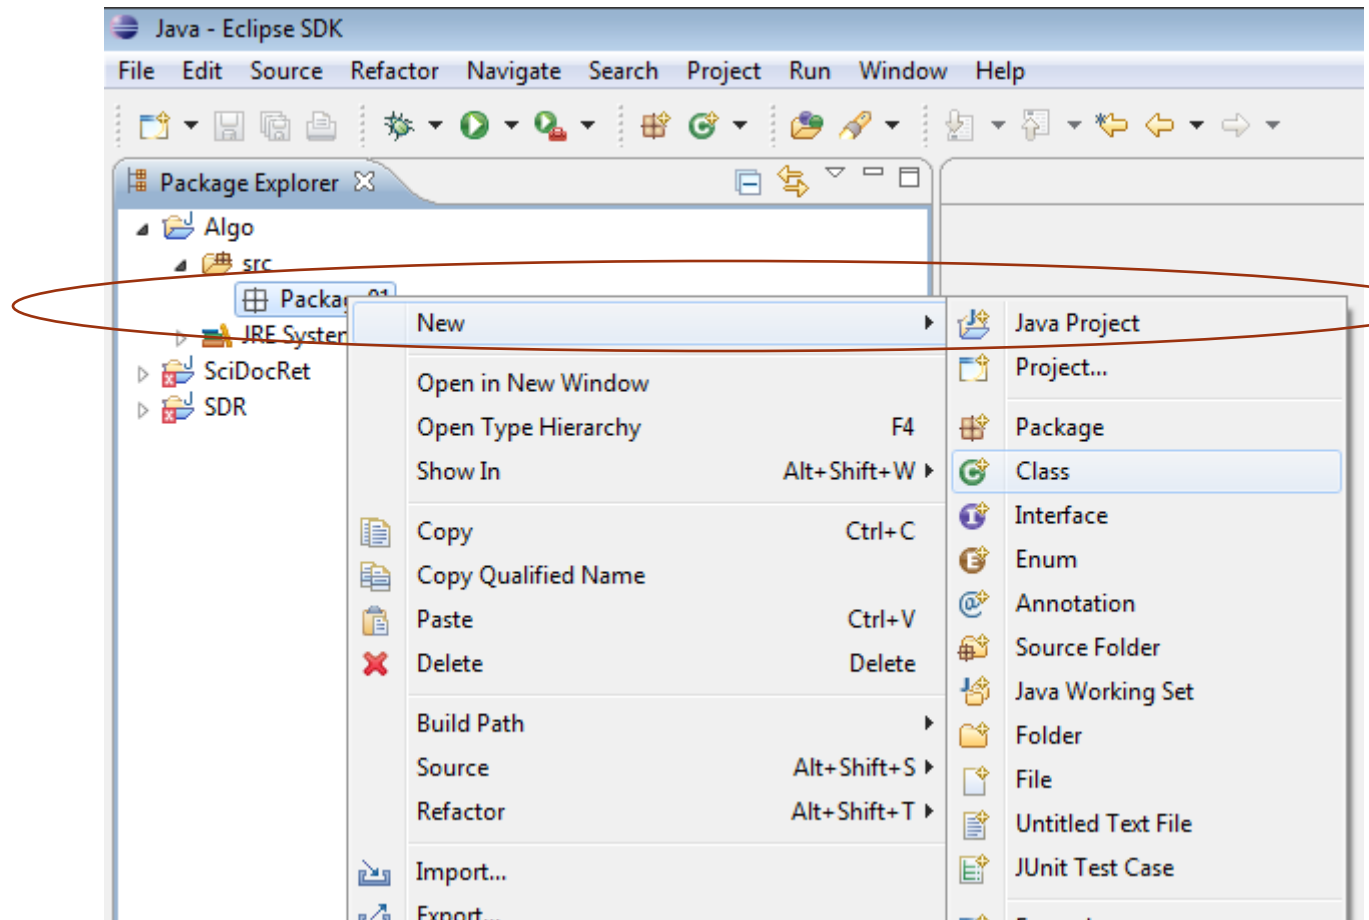 Java - Eclipse SDK
File Edit Source Refactor Navigate Search Project Run Window Help
Package Explorer
Algo
src
JRE
SciDocRet
SDR
New
Open in New Window
Open Type Hierarchy F4
Show In Alt+Shift+W
Copy Ctrl+C
Copy Qualified Name
Paste Ctrl+V
Delete Delete
Build Path
Source Alt+Shift+S
Refactor Alt+Shift+T
Import...
Export...
Java Project
Project...
Package
Class
Interface
Enum
Annotation
Source Folder
Java Working Set
Folder
File
Untitled Text File
JUnit Test Case